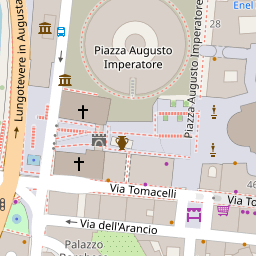 Enel
Lungotevere in Augusta
Piazza Augusto
Imperatore
Piazza Augusto Imperatore
28
Via Tomacelli
46
Via To
Via dell'Arancio
Palazzo